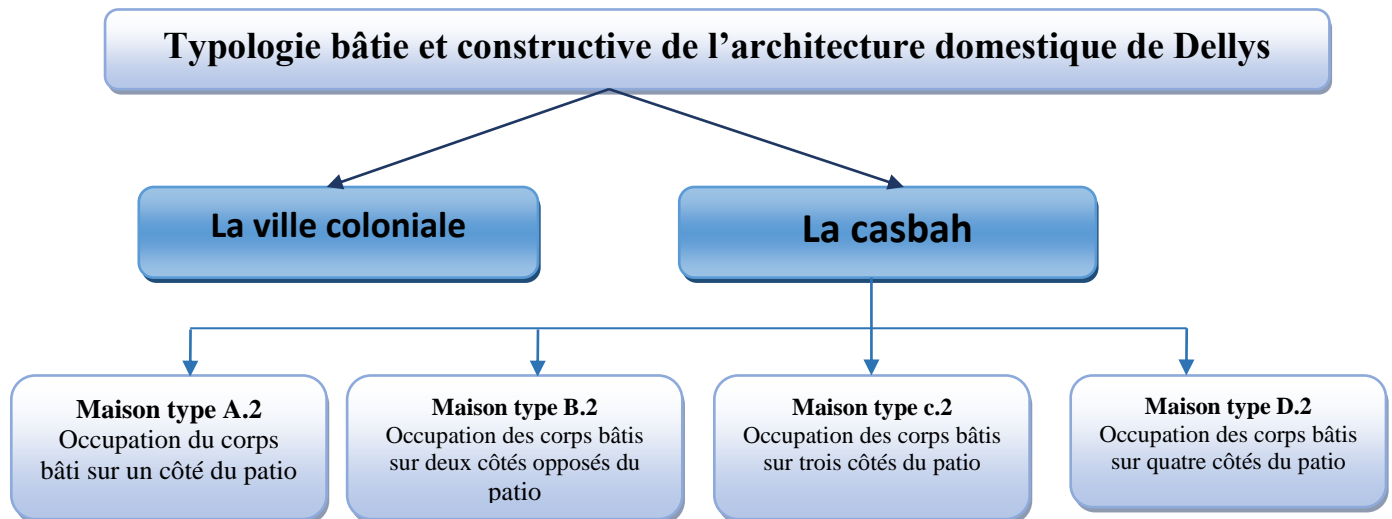 Typologie bâtie et constructive de l’architecture domestique de Dellys
La ville coloniale
La casbah
Maison type A.2
Occupation du corps
bâti sur un côté du patio
Maison type B.2
Occupation des corps bâtis
sur deux côtés opposés du
patio
Maison type c.2
Occupation des corps bâtis
sur trois côtés du patio
Maison type D.2
Occupation des corps bâtis
sur quatre côtés du patio